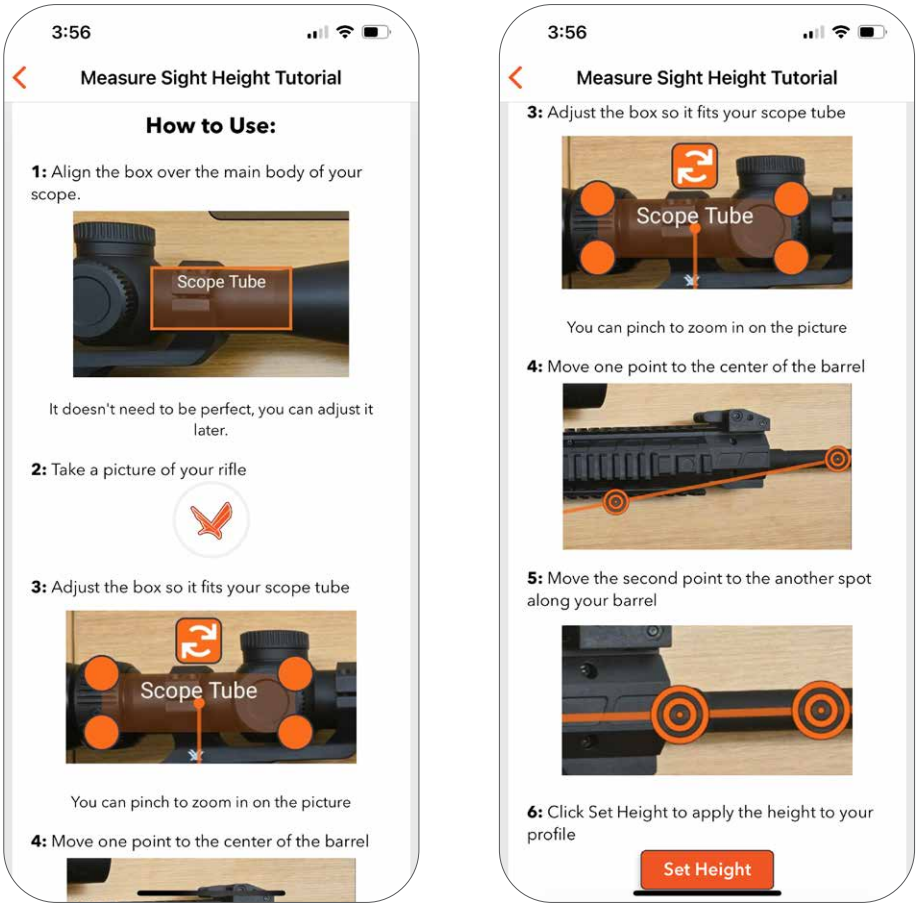 3:56
Measure Sight Height Tutorial
How to Use:
1: Align the box over the main body of your
scope.
Scope Tube
It doesn't need to be perfect, you can adjust it
later.
2: Take a picture of your rifle
3: Adjust the box so it fits your scope tube
Scope Tube
You can pinch to zoom in on the picture
4: Move one point to the center of the barrel
3:56
Measure Sight Height Tutorial
3: Adjust the box so it fits your scope tube
Scope Tube
You can pinch to zoom in on the picture
4: Move one point to the center of the barrel
5: Move the second point to the another spot
along your barrel
6: Click Set Height to apply the height to your
profile
Set Height